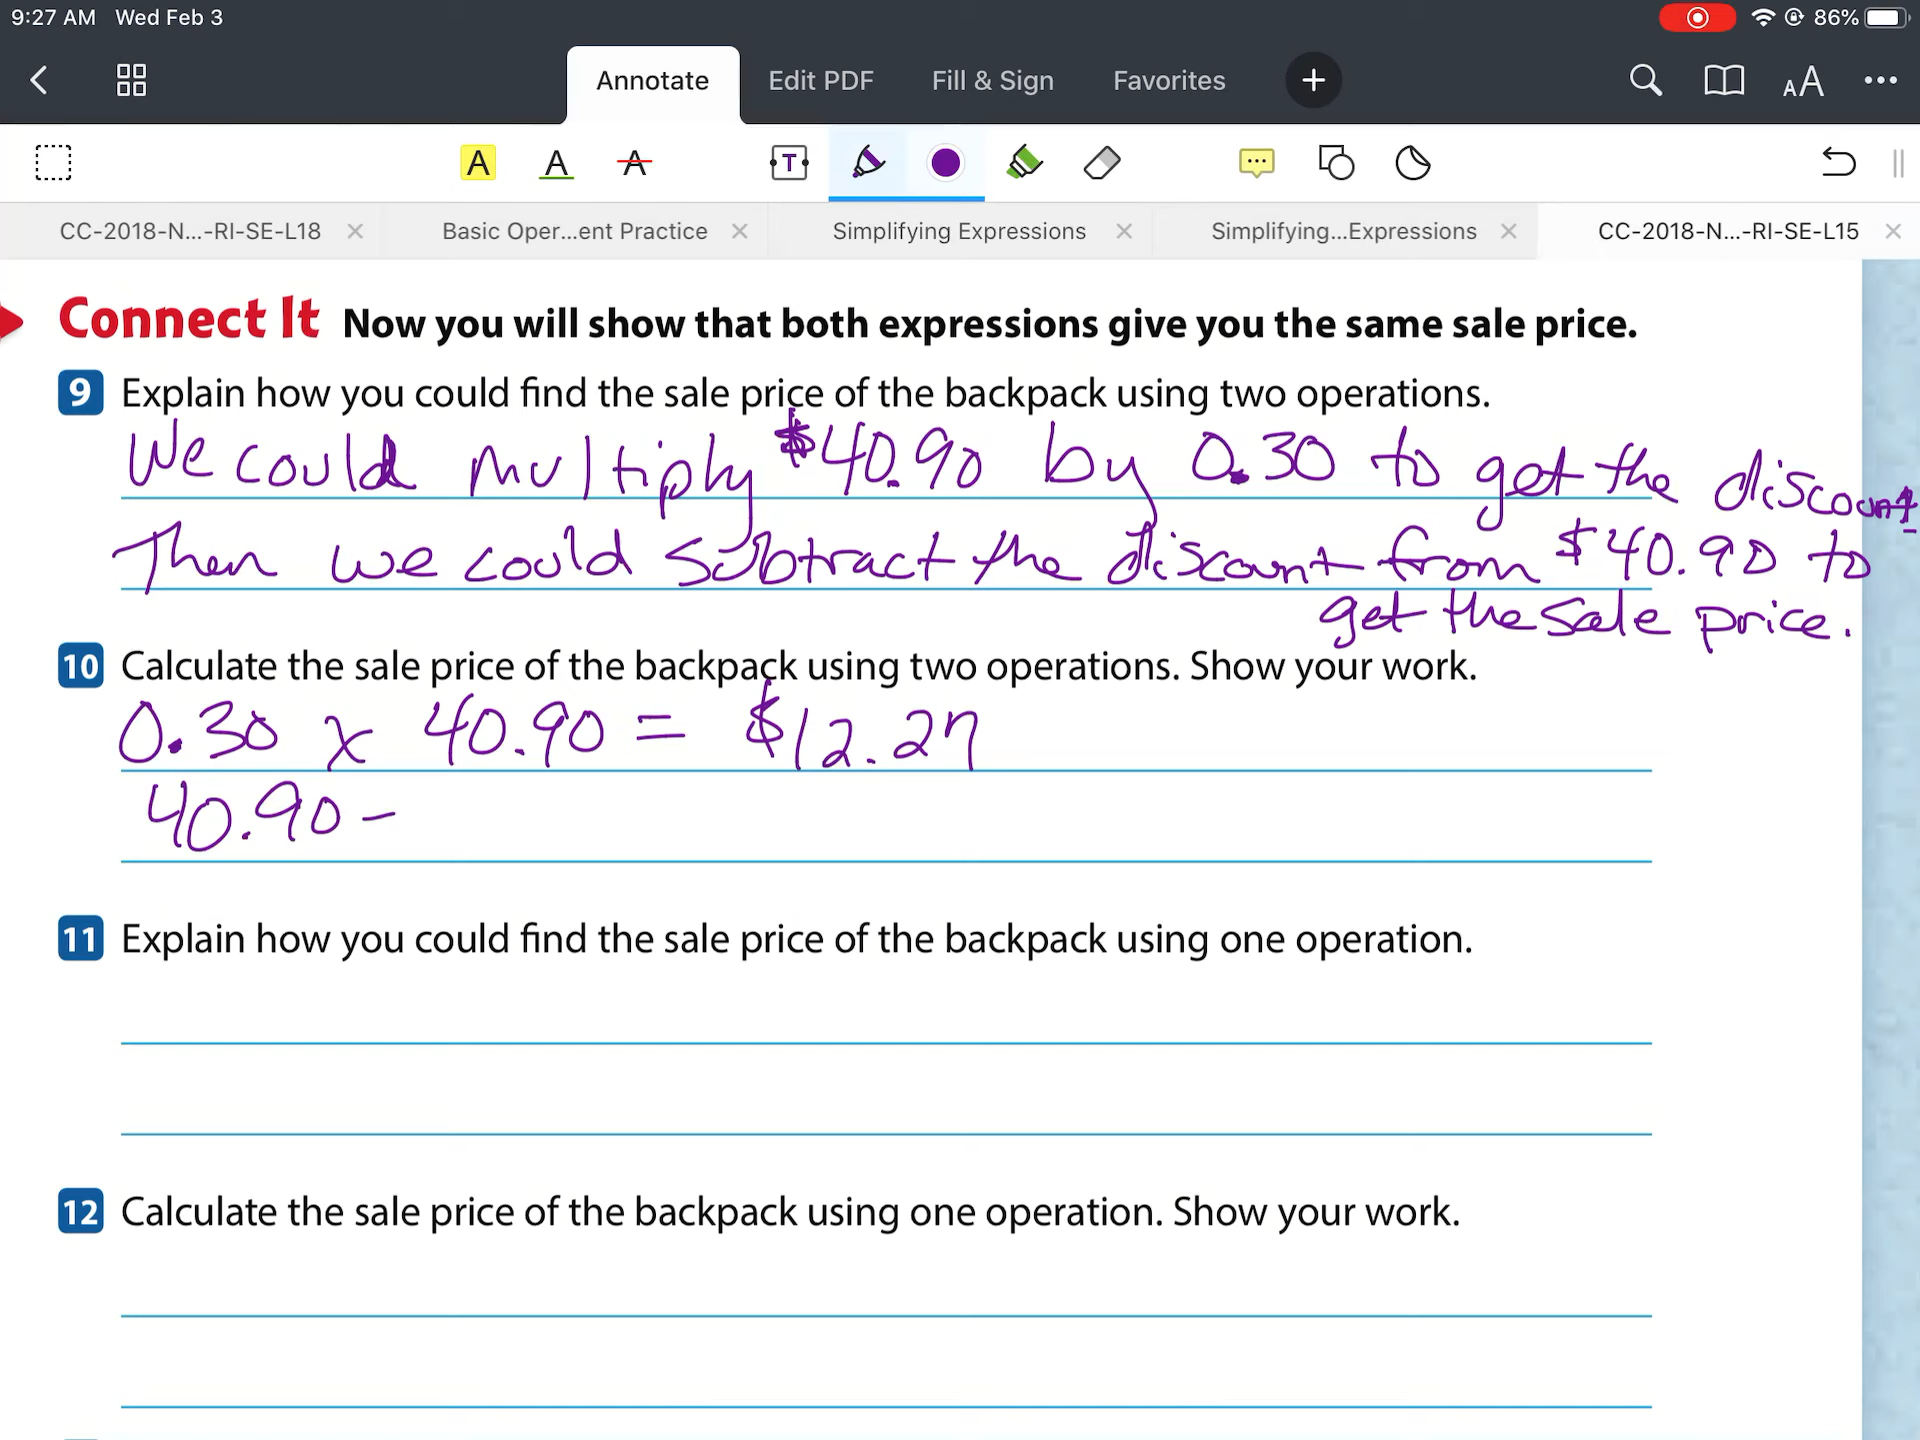 9:27 AM Wed Feb 3 86%
Annotate Edit PDF Fill & Sign Favorites
CC-2018-N...-RI-SE-L18 Basic Oper...ent Practice Simplifying Expressions Simplifying...Expressions CC-2018-N...-RI-SE-L15
Connect It Now you will show that both expressions give you the same sale price.
9 Explain how you could find the sale price of the backpack using two operations.
We could multiply $40.90 by 0.30 to get the discount.
Then we could subtract the discount from $40.90 to
get the sale price.
10 Calculate the sale price of the backpack using two operations. Show your work.
0.30 x 40.90 = $12.27
40.90 -
11 Explain how you could find the sale price of the backpack using one operation.
12 Calculate the sale price of the backpack using one operation. Show your work.